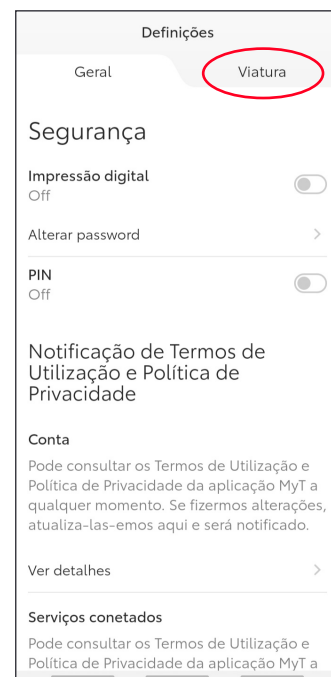 Definições
Geral
Viatura
Segurança
Impressão digital
Off
Alterar password
PIN
Off
Notificação de Termos de
Utilização e Política de
Privacidade
Conta
Pode consultar os Termos de Utilização e
Política de Privacidade da aplicação MyT a
qualquer momento. Se fizermos alterações,
atualiza-las-emos aqui e será notificado.
Ver detalhes
Serviços conetados
Pode consultar os Termos de Utilização e
Política de Privacidade da aplicação MyT a